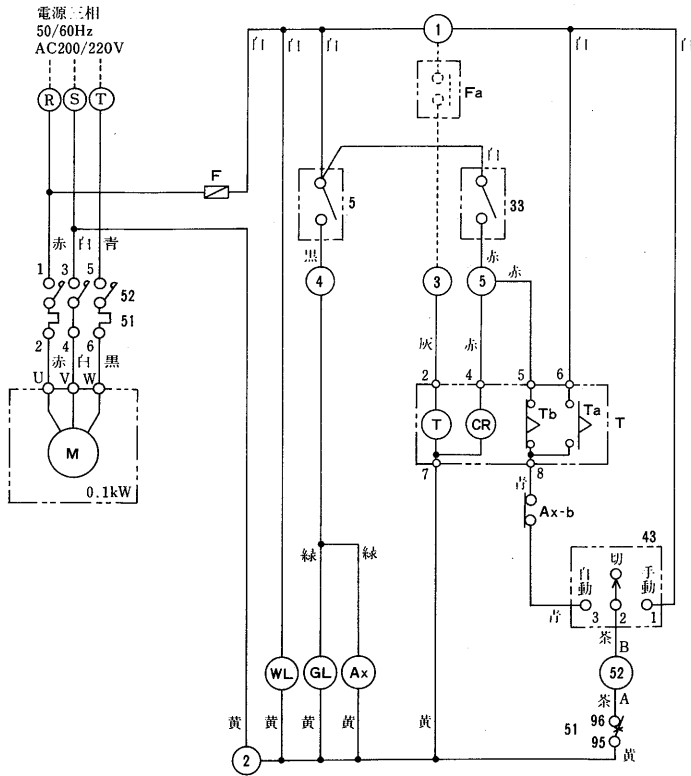 電源三相
50/60Hz
AC200/220V
R S T
白 白 白 1 白 白
Fa
F
白
5 33
赤 白 青
1 3 5
52
51
黒 赤
4 3 5 赤
2 4 6
赤 白 黒
U V W
灰 赤
2 4 5 6
M
0.1kW
T CR Tb Ta T
7 8
青
Ax-b
43
緑 緑
切
自動 手動
青 3 2 1
茶 B
WL GL Ax 52
茶 A
黄 黄 黄 黄 黄
51 96
95
黄
2